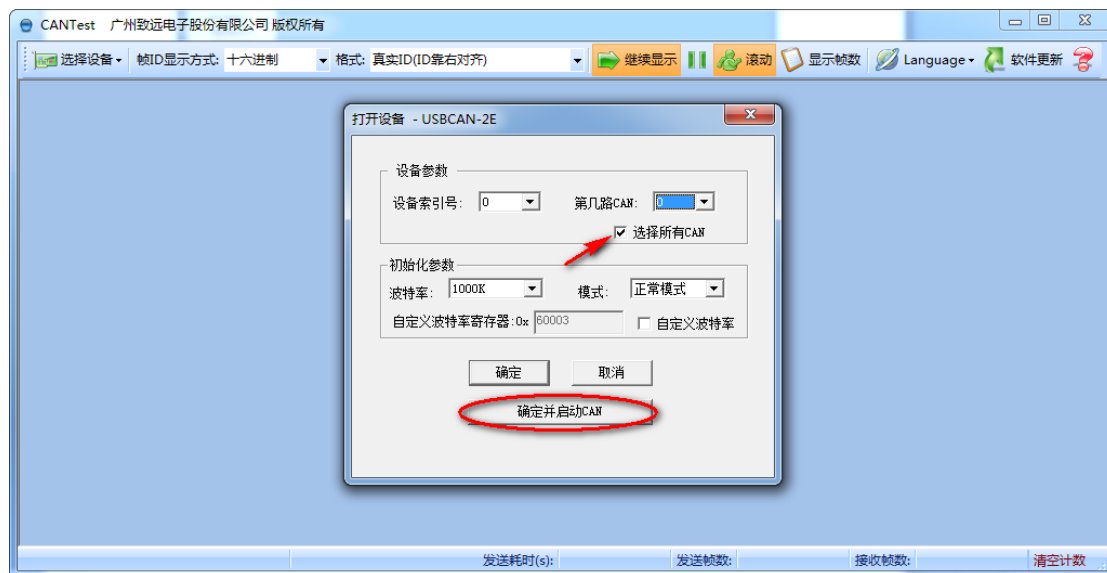 CANTest 广州致远电子股份有限公司 版权所有
选择设备 帧ID显示方式: 十六进制 格式: 真实ID(ID靠右对齐) 继续显示 滚动 显示帧数 Language 软件更新
打开设备 - USBCAN-2E
设备参数
设备索引号: 0 第几路CAN: 0
选择所有CAN
初始化参数
波特率: 1000K 模式: 正常模式
自定义波特率寄存器:0x 60003 自定义波特率
确定 取消
确定并启动CAN
发送耗时(s): 发送帧数: 接收帧数: 清空计数